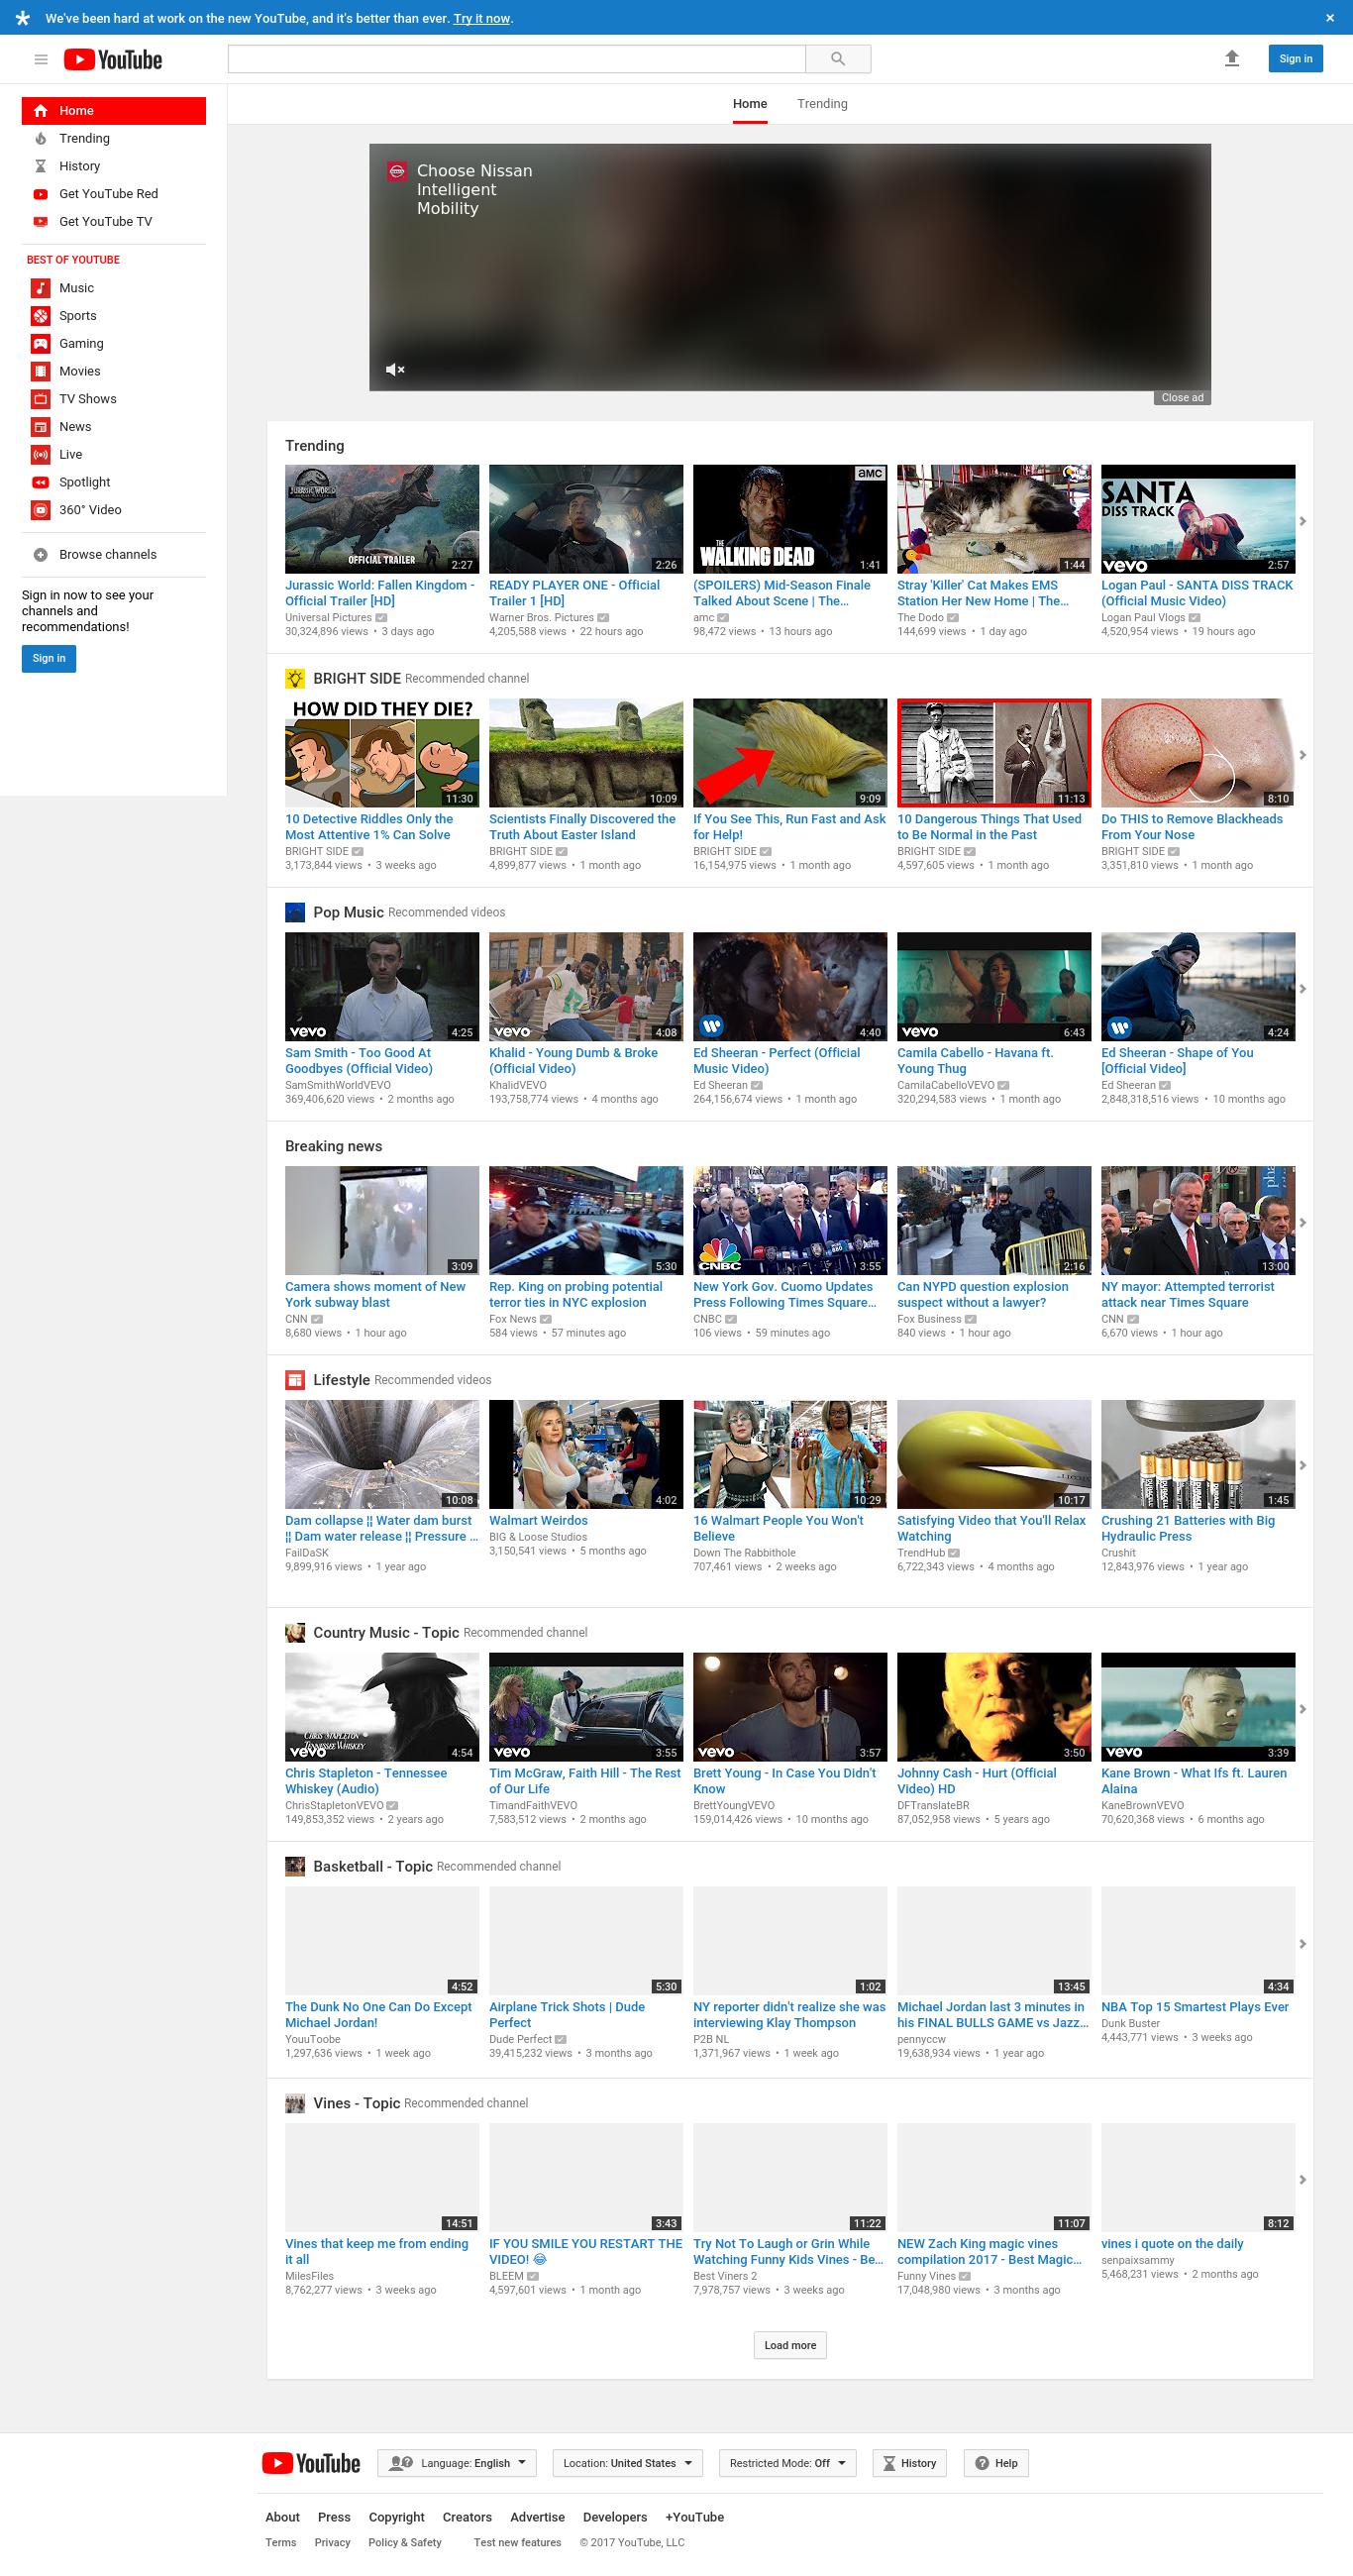 We've been hard at work on the new YouTube, and it's better than ever. Try it now. ×
YouTube
Sign in
Home
Trending
History
Get YouTube Red
Get YouTube TV
BEST OF YOUTUBE
Music
Sports
Gaming
Movies
TV Shows
News
Live
Spotlight
360° Video
Browse channels
Sign in now to see your
channels and
recommendations!
Sign in
Home Trending
Choose Nissan
Intelligent
Mobility
Close ad
Trending
JURASSIC WORLD
OFFICIAL TRAILER
2:27
2:26
amc
THE
WALKING DEAD
1:41
1:44
SANTA
DISS TRACK
vevo
2:57
Jurassic World: Fallen Kingdom -
Official Trailer [HD]
Universal Pictures
30,324,896 views • 3 days ago
READY PLAYER ONE - Official
Trailer 1 [HD]
Warner Bros. Pictures
4,205,588 views • 22 hours ago
(SPOILERS) Mid-Season Finale
Talked About Scene | The...
amc
98,472 views • 13 hours ago
Stray 'Killer' Cat Makes EMS
Station Her New Home | The...
The Dodo
144,699 views • 1 day ago
Logan Paul - SANTA DISS TRACK
(Official Music Video)
Logan Paul Vlogs
4,520,954 views • 19 hours ago
BRIGHT SIDE Recommended channel
HOW DID THEY DIE?
11:30
10:09
9:09
11:13
8:10
10 Detective Riddles Only the
Most Attentive 1% Can Solve
BRIGHT SIDE
3,173,844 views • 3 weeks ago
Scientists Finally Discovered the
Truth About Easter Island
BRIGHT SIDE
4,899,877 views • 1 month ago
If You See This, Run Fast and Ask
for Help!
BRIGHT SIDE
16,154,975 views • 1 month ago
10 Dangerous Things That Used
to Be Normal in the Past
BRIGHT SIDE
4,597,605 views • 1 month ago
Do THIS to Remove Blackheads
From Your Nose
BRIGHT SIDE
3,351,810 views • 1 month ago
Pop Music Recommended videos
vevo 4:25
vevo 4:08
4:40
vevo 6:43
4:24
Sam Smith - Too Good At
Goodbyes (Official Video)
SamSmithWorldVEVO
369,406,620 views • 2 months ago
Khalid - Young Dumb & Broke
(Official Video)
KhalidVEVO
193,758,774 views • 4 months ago
Ed Sheeran - Perfect (Official
Music Video)
Ed Sheeran
264,156,674 views • 1 month ago
Camila Cabello - Havana ft.
Young Thug
CamilaCabelloVEVO
320,294,583 views • 1 month ago
Ed Sheeran - Shape of You
[Official Video]
Ed Sheeran
2,848,318,516 views • 10 months ago
Breaking news
3:09
5:30
CNBC 3:55
2:16
13:00
Camera shows moment of New
York subway blast
CNN
8,680 views • 1 hour ago
Rep. King on probing potential
terror ties in NYC explosion
Fox News
584 views • 57 minutes ago
New York Gov. Cuomo Updates
Press Following Times Square...
CNBC
106 views • 59 minutes ago
Can NYPD question explosion
suspect without a lawyer?
Fox Business
840 views • 1 hour ago
NY mayor: Attempted terrorist
attack near Times Square
CNN
6,670 views • 1 hour ago
Lifestyle Recommended videos
10:08
4:02
10:29
10:17
1:45
Dam collapse ¦¦ Water dam burst
¦¦ Dam water release ¦¦ Pressure ...
FailDaSK
9,899,916 views • 1 year ago
Walmart Weirdos
BIG & Loose Studios
3,150,541 views • 5 months ago
16 Walmart People You Won't
Believe
Down The Rabbithole
707,461 views • 2 weeks ago
Satisfying Video that You'll Relax
Watching
TrendHub
6,722,343 views • 4 months ago
Crushing 21 Batteries with Big
Hydraulic Press
Crushit
12,843,976 views • 1 year ago
Country Music - Topic Recommended channel
CHRIS STAPLETON
TENNESSEE WHISKEY
vevo 4:54
vevo 3:55
vevo 3:57
3:50
vevo 3:39
Chris Stapleton - Tennessee
Whiskey (Audio)
ChrisStapletonVEVO
149,853,352 views • 2 years ago
Tim McGraw, Faith Hill - The Rest
of Our Life
TimandFaithVEVO
7,583,512 views • 2 months ago
Brett Young - In Case You Didn't
Know
BrettYoungVEVO
159,014,426 views • 10 months ago
Johnny Cash - Hurt (Official
Video) HD
DFTranslateBR
87,052,958 views • 5 years ago
Kane Brown - What Ifs ft. Lauren
Alaina
KaneBrownVEVO
70,620,368 views • 6 months ago
Basketball - Topic Recommended channel
4:52
5:30
1:02
13:45
4:34
The Dunk No One Can Do Except
Michael Jordan!
YouuToobe
1,297,636 views • 1 week ago
Airplane Trick Shots | Dude
Perfect
Dude Perfect
39,415,232 views • 3 months ago
NY reporter didn't realize she was
interviewing Klay Thompson
P2B NL
1,371,967 views • 1 week ago
Michael Jordan last 3 minutes in
his FINAL BULLS GAME vs Jazz...
pennyccw
19,638,934 views • 1 year ago
NBA Top 15 Smartest Plays Ever
Dunk Buster
4,443,771 views • 3 weeks ago
Vines - Topic Recommended channel
14:51
3:43
11:22
11:07
8:12
Vines that keep me from ending
it all
MilesFiles
8,762,277 views • 3 weeks ago
IF YOU SMILE YOU RESTART THE
VIDEO! 😂
BLEEM
4,597,601 views • 1 month ago
Try Not To Laugh or Grin While
Watching Funny Kids Vines - Be...
Best Viners 2
7,978,757 views • 3 weeks ago
NEW Zach King magic vines
compilation 2017 - Best Magic...
Funny Vines
17,048,980 views • 3 months ago
vines i quote on the daily
senpaixsammy
5,468,231 views • 2 months ago
Load more
YouTube Language: English Location: United States Restricted Mode: Off History Help
About Press Copyright Creators Advertise Developers +YouTube
Terms Privacy Policy & Safety Test new features © 2017 YouTube, LLC